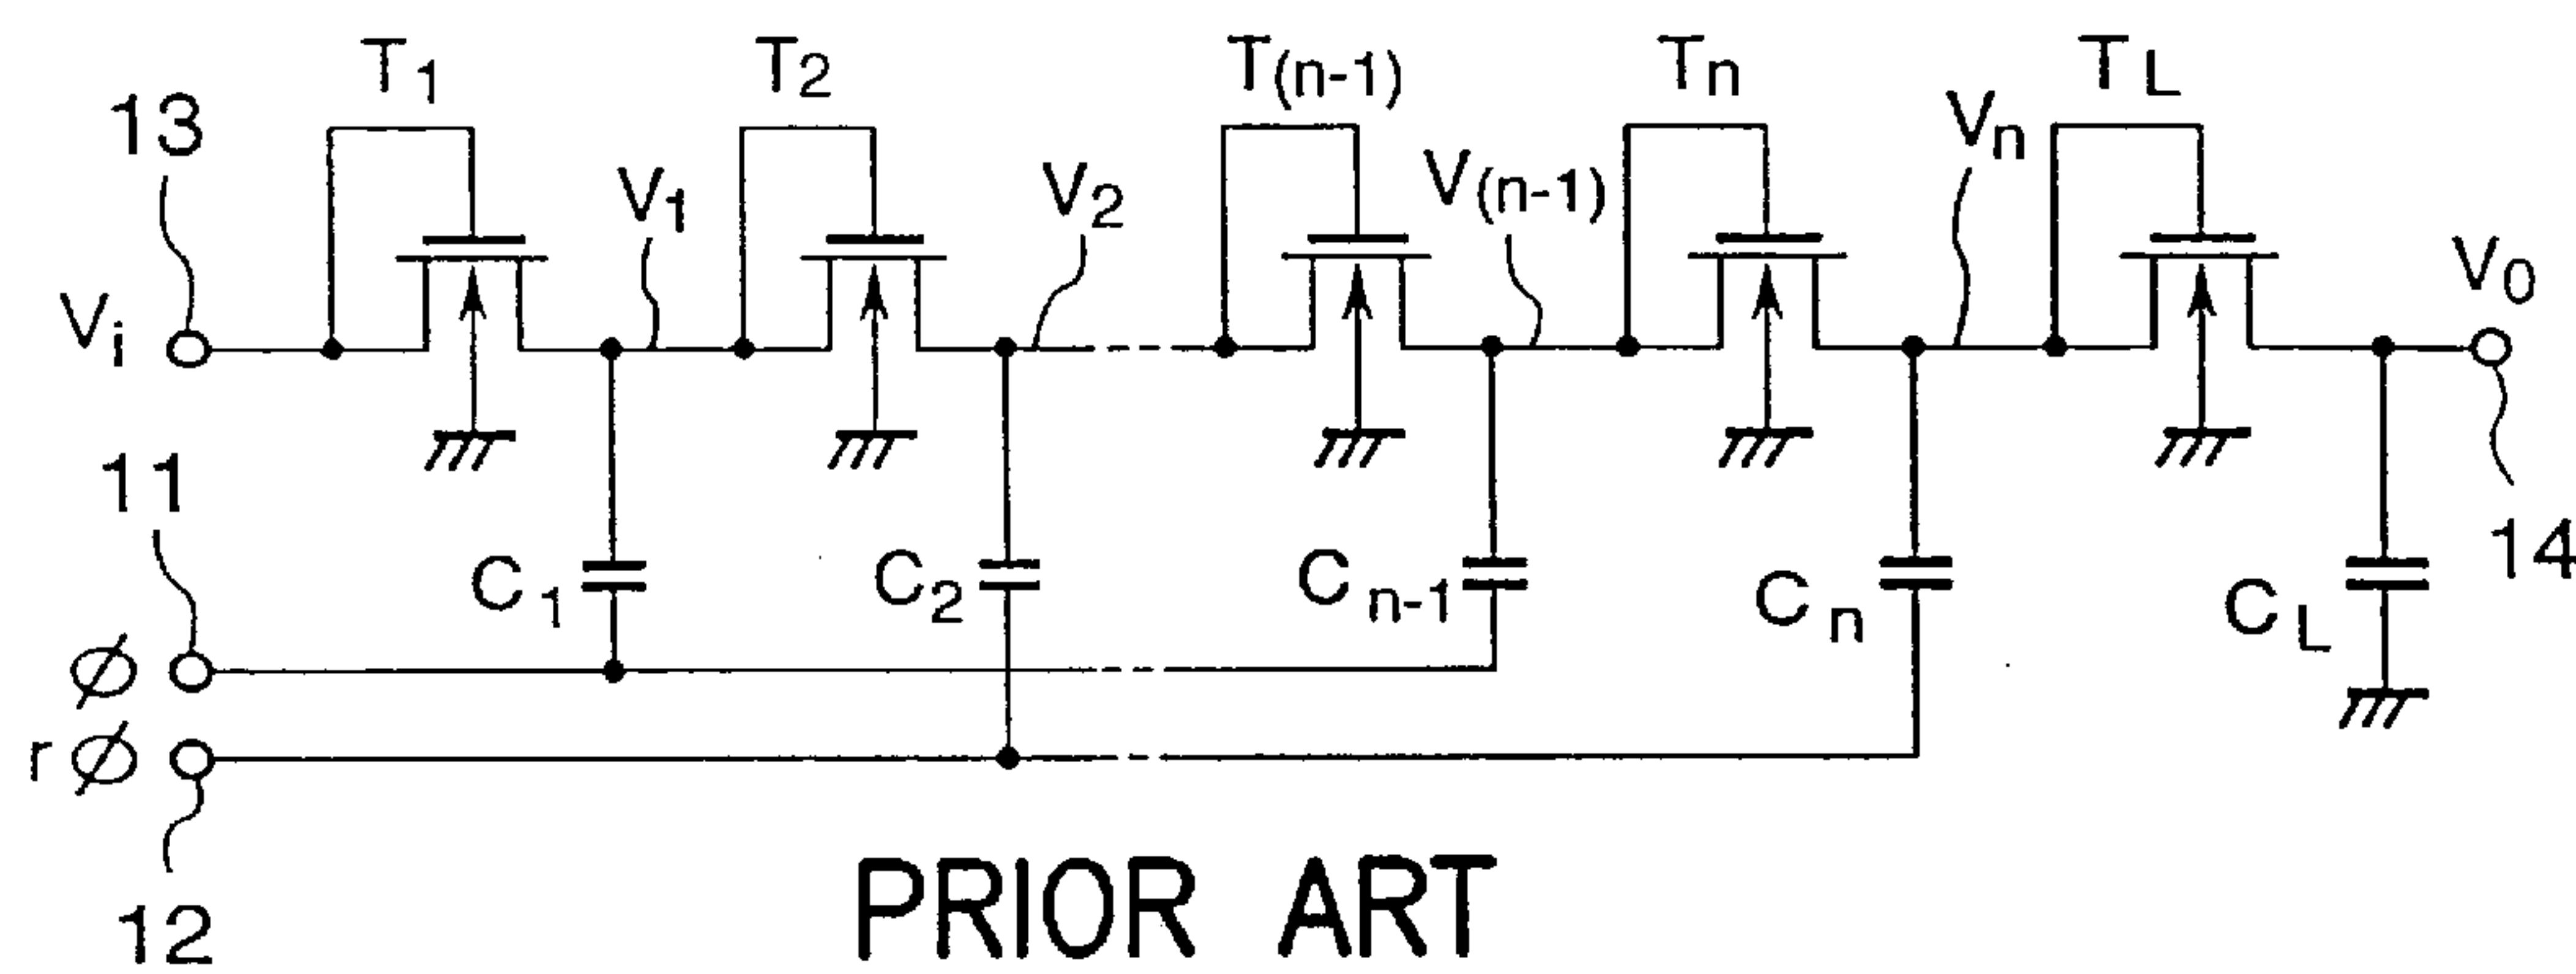 T1 T2 T(n-1) Tn TL
13 V1 V2 V(n-1) Vn
Vi V0
11 14
C1 C2 Cn-1 Cn CL
ϕ
rϕ
12
PRIOR ART